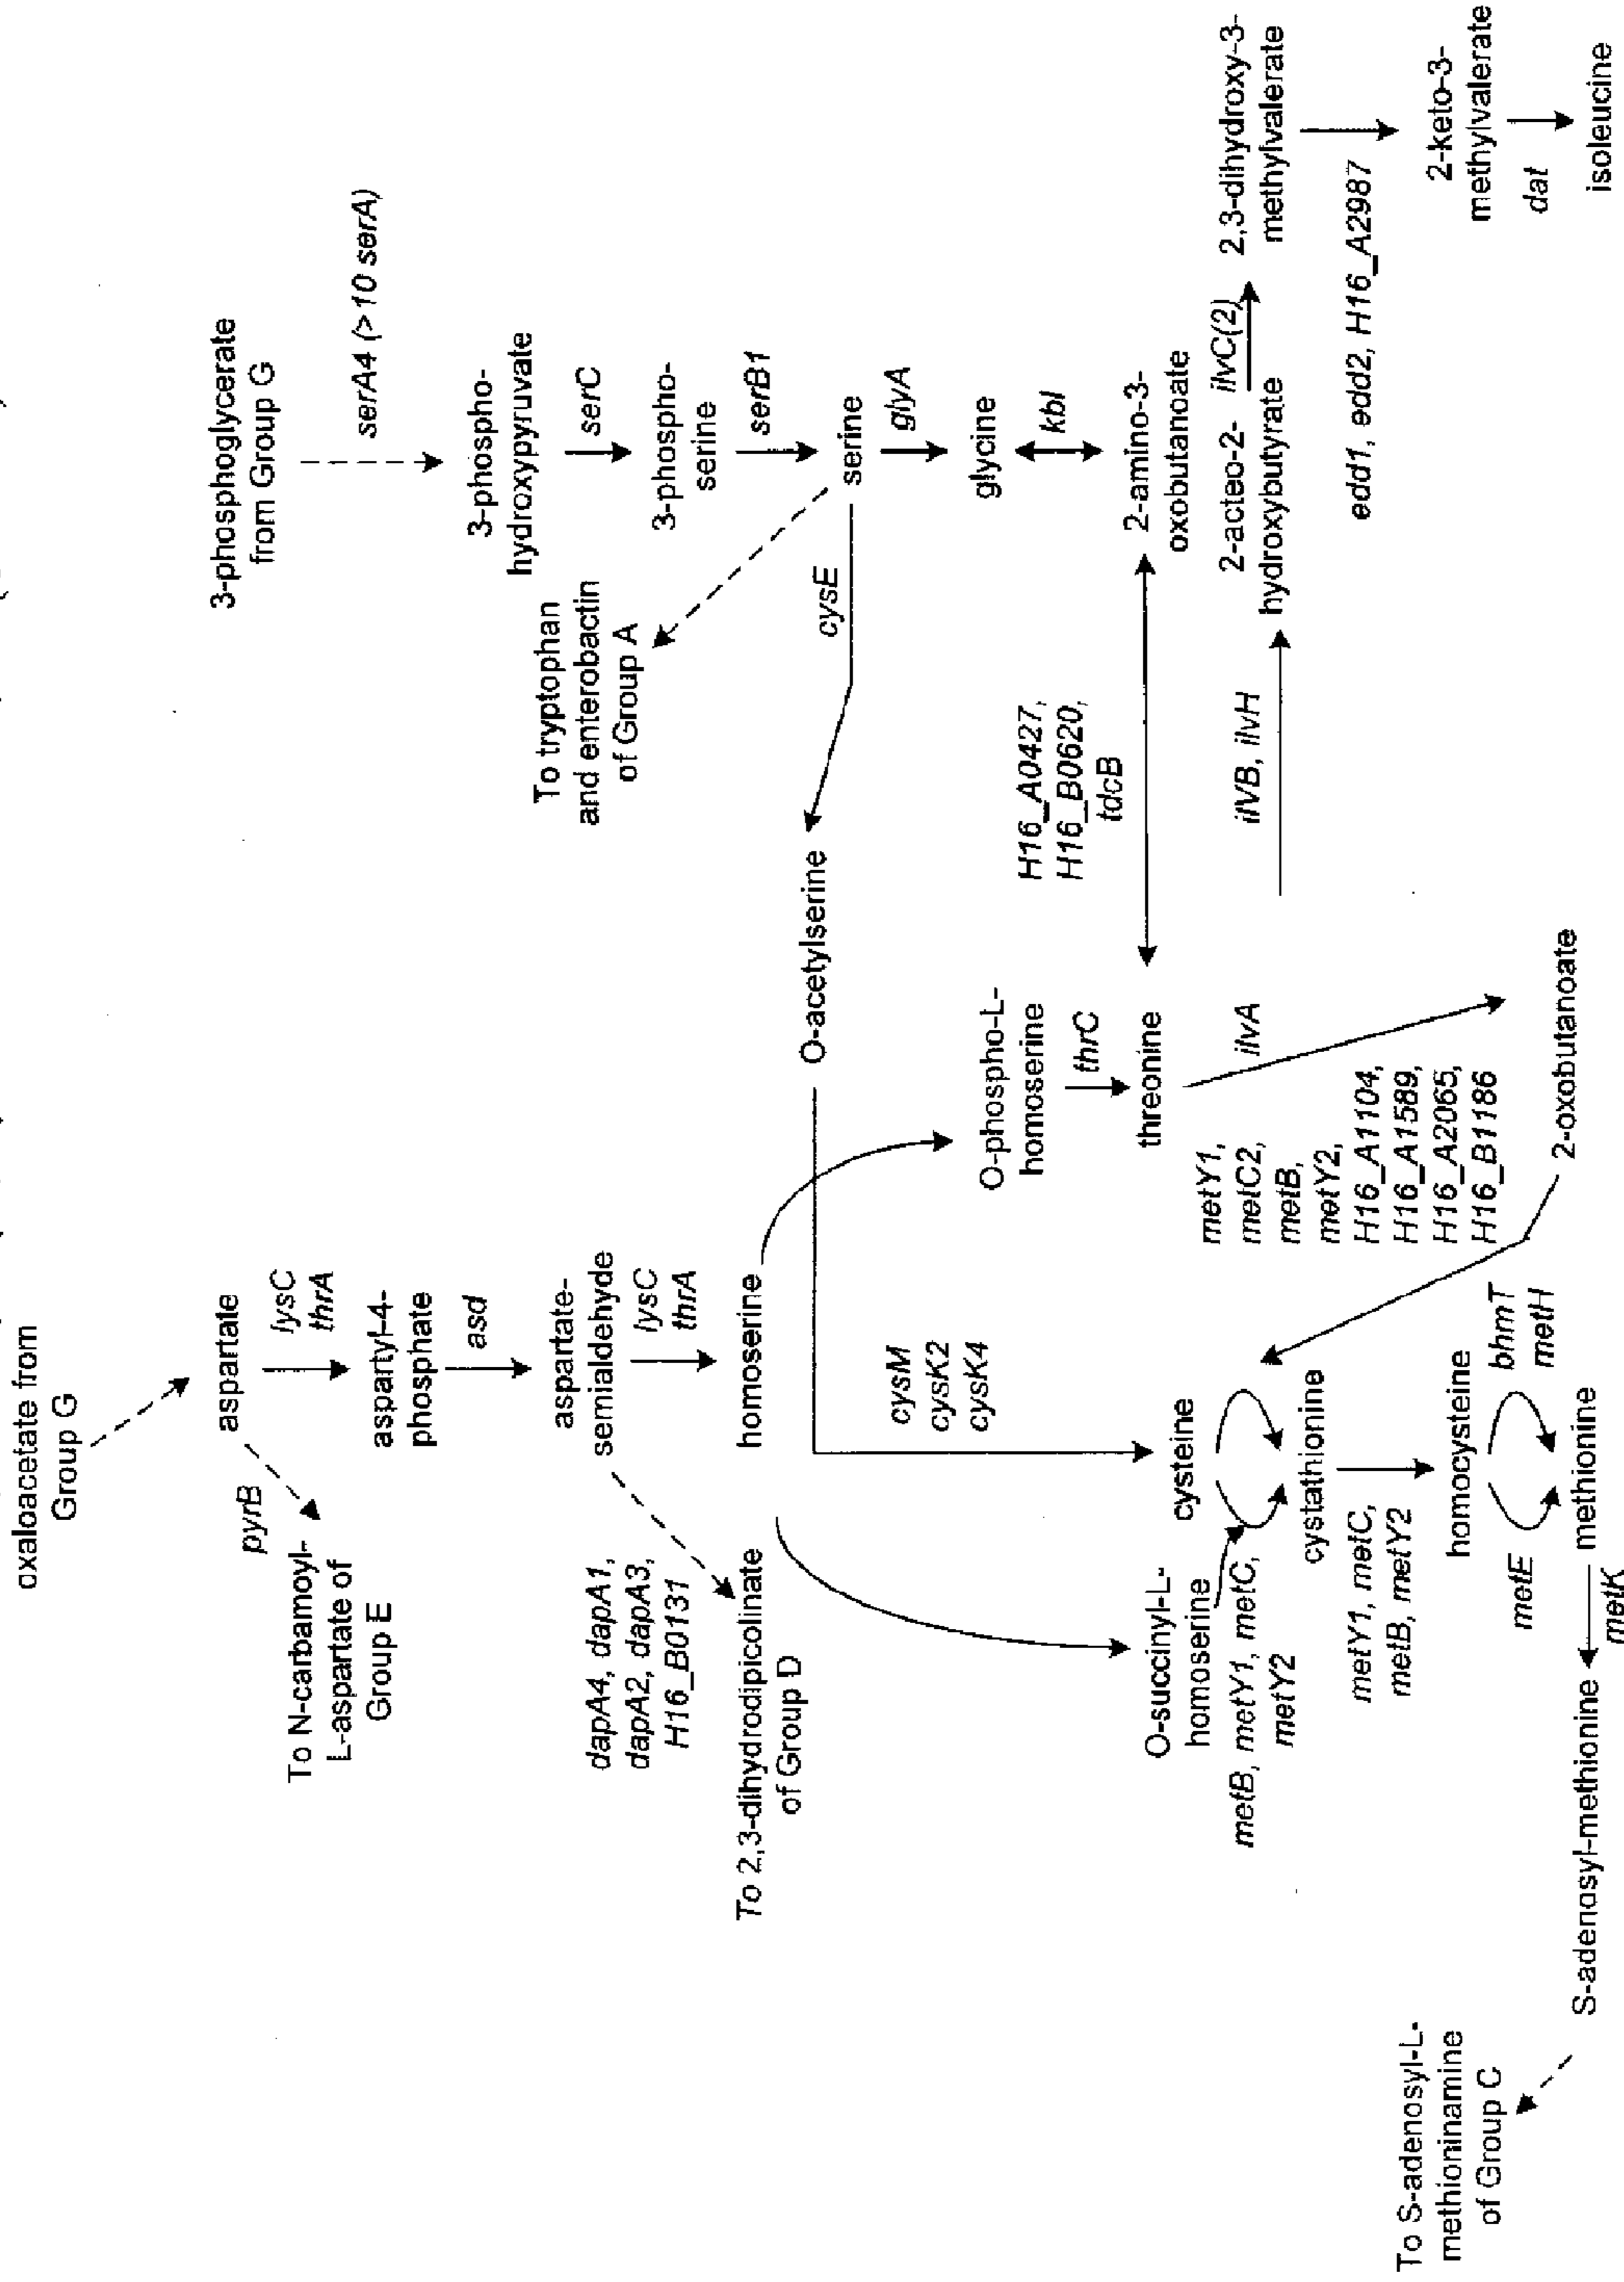 oxaloacetate from
Group G
aspartate
pyrB
To N-carbamoyl-
L-aspartate of
Group E
lysC
thrA
aspartyl-4-
phosphate
asd
aspartate-
semialdehyde
lysC
thrA
dapA4, dapA1,
dapA2, dapA3,
H16_B0131
To 2,3-dihydrodipicolinate
of Group D
homoserine
3-phosphoglycerate
from Group G
serA4 (> 10 serA)
3-phospho-
hydroxypyruvate
serC
3-phospho-
serine
serB1
To tryptophan
and enterobactin
of Group A
serine
cysE
glyA
glycine
kbl
2-amino-3-
oxobutanoate
O-acetylserine
cysM
cysK2
cysK4
O-phospho-L-
homoserine
thrC
threonine
H16_A0427,
H16_B0620,
tdcB
ilvA
ilVB, ilvH
2-acteo-2-
hydroxybutyrate
ilvC(2)
2,3-dihydroxy-3-
methylvalerate
edd1, edd2, H16_A2987
2-keto-3-
methylvalerate
dat
isoleucine
O-succinyl-L-
homoserine
metB, metY1, metC,
metY2
cysteine
metY1,
metC2,
metB,
metY2,
H16_A1104,
H16_A1589,
H16_A2065,
H16_B1186
2-oxobutanoate
cystathionine
metY1, metC,
metB, metY2
homocysteine
metE
bhmT
metH
methionine
metK
S-adenosyl-methionine
To S-adenosyl-L-
methioninamine
of Group C